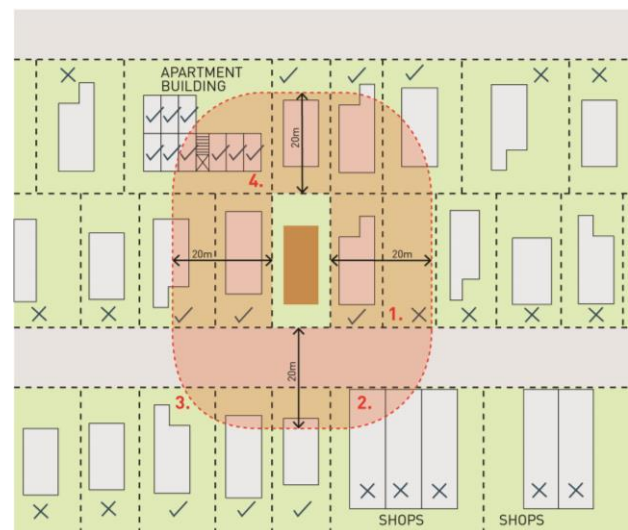 APARTMENT
BUILDING
20m
4.
20m
20m
1.
20m
3.
2.
SHOPS
SHOPS